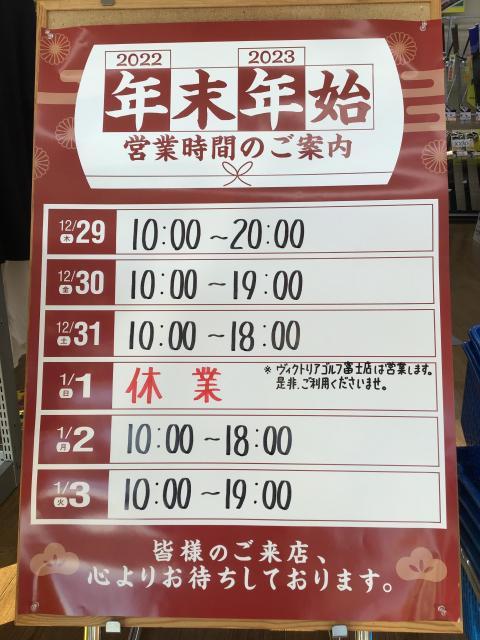 2022 2023
年末年始
営業時間のご案内
12/29 木 10:00〜20:00
12/30 金 10:00〜19:00
12/31 土 10:00〜18:00
1/1 日 休業 ※ヴィクトリアゴルフ富士店は営業します。
是非、ご利用くださいませ。
1/2 月 10:00〜18:00
1/3 火 10:00〜19:00
皆様のご来店、
心よりお待ちしております。